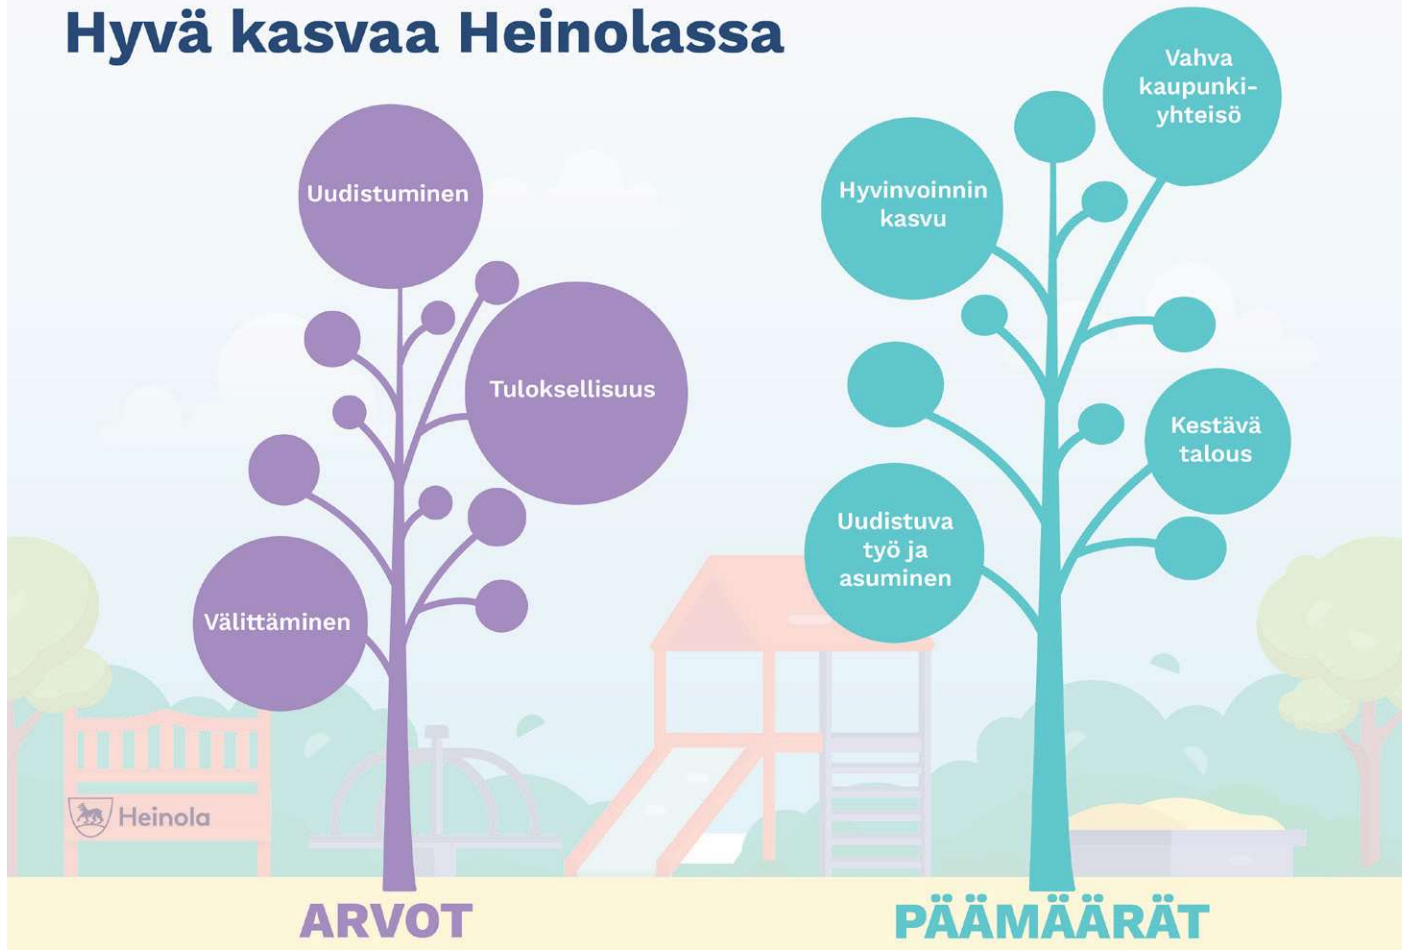 Hyvä kasvaa Heinolassa
Uudistuminen
Tuloksellisuus
Välittäminen
Heinola
ARVOT
Vahva
kaupunki-
yhteisö
Hyvinvoinnin
kasvu
Kestävä
talous
Uudistuva
työ ja
asuminen
PÄÄMÄÄRÄT